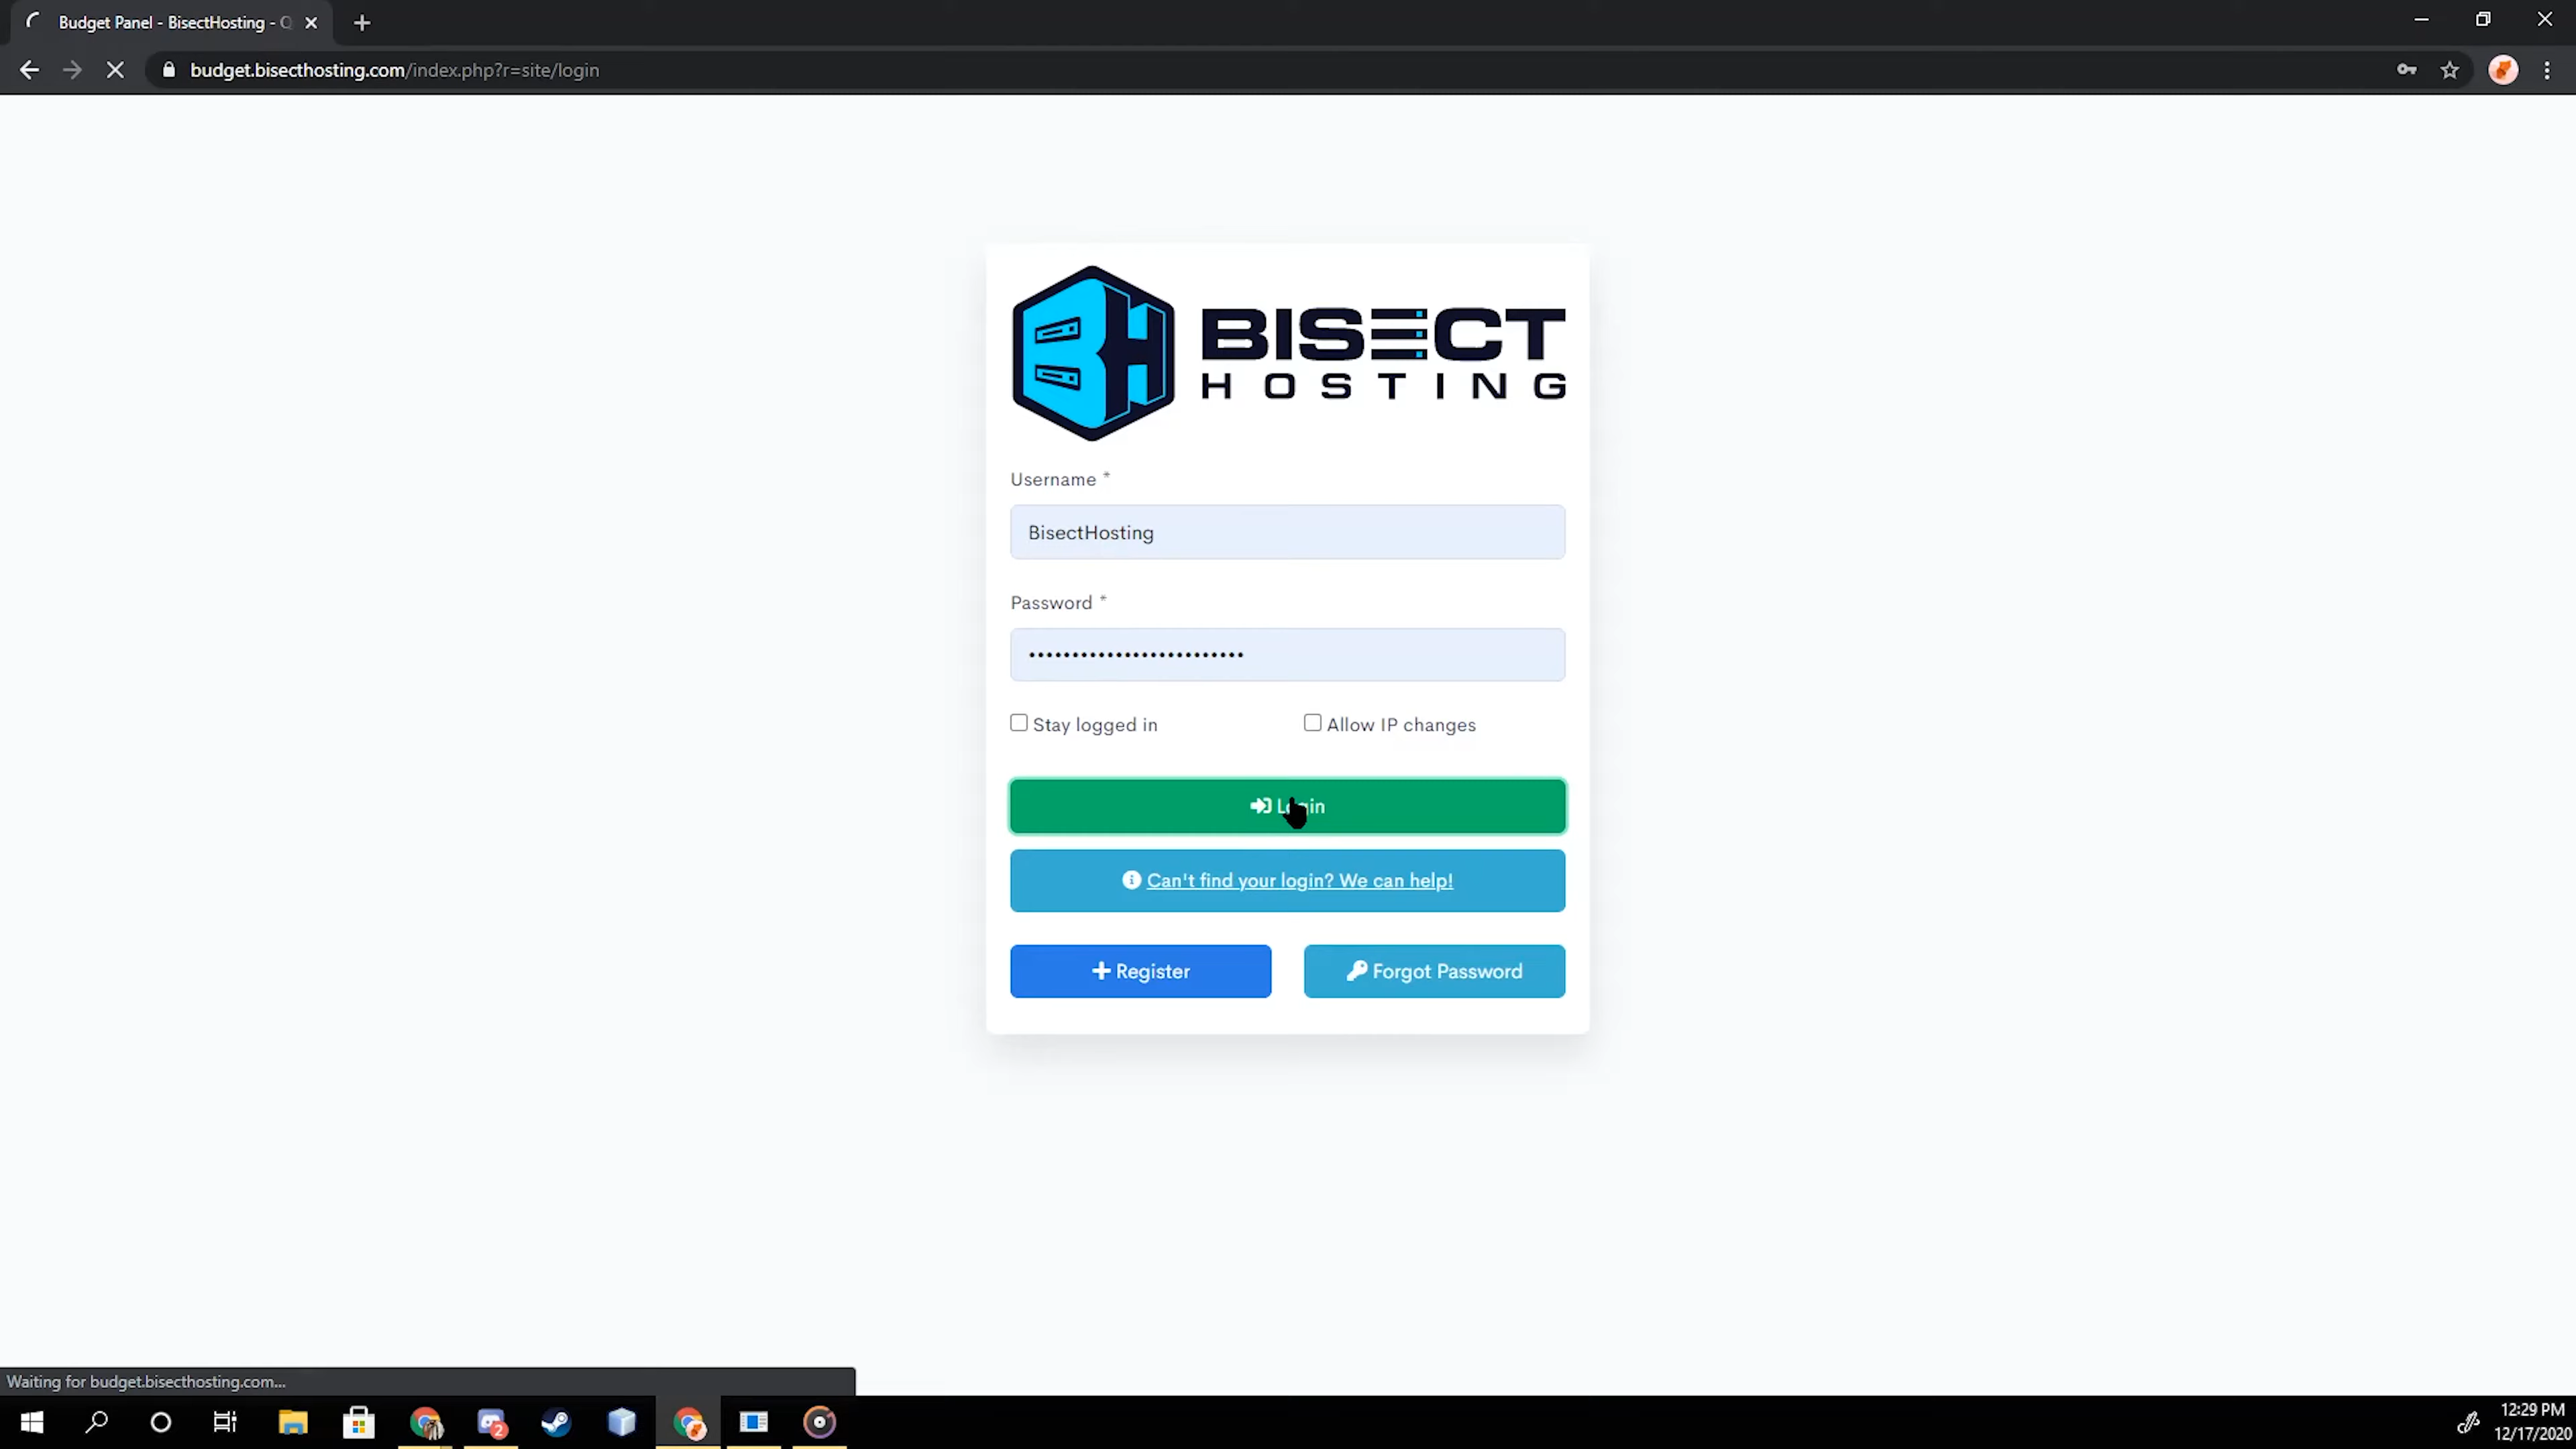 Budget Panel - BisectHosting -
budget.bisecthosting.com/index.php?r=site/login
BISECT
HOSTING
Username *
BisectHosting
Password *
•••••••••••••••••••••••••
Stay logged in
Allow IP changes
Login
Can't find your login? We can help!
Register
Forgot Password
Waiting for budget.bisecthosting.com...
2
12:29 PM
12/17/2020